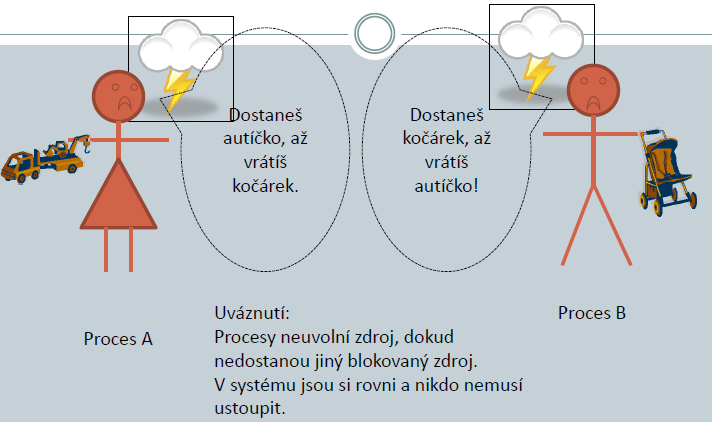 Dostaneš
autíčko, až
vrátíš
kočárek.
Dostaneš
kočárek, až
vrátíš
autíčko!
Proces A
Uváznutí:
Procesy neuvolní zdroj, dokud
nedostanou jiný blokovaný zdroj.
V systému jsou si rovni a nikdo nemusí
ustoupit.
Proces B